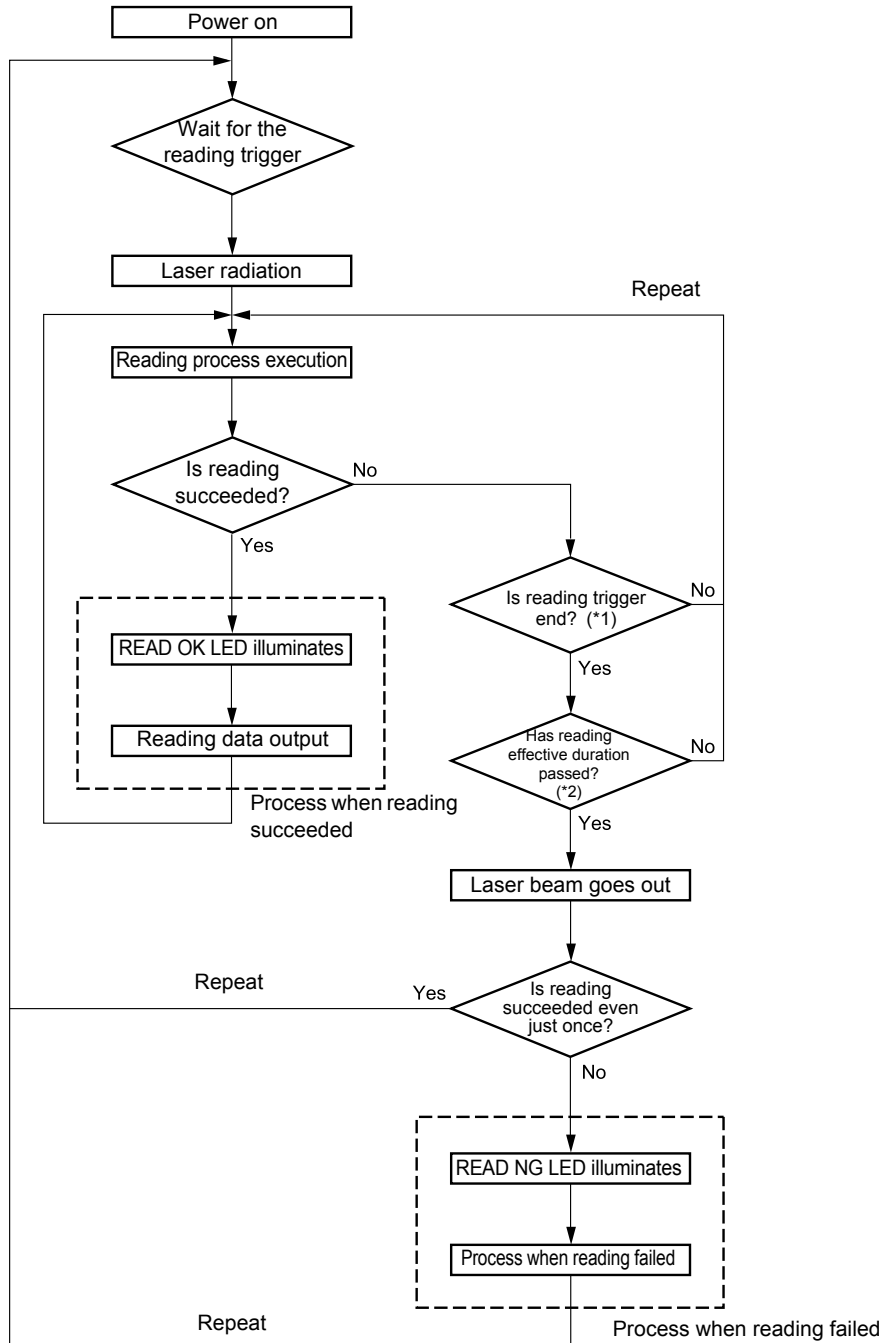 Power on
Wait for the
reading trigger
Laser radiation
Repeat
Reading process execution
Is reading
succeeded?
No
Yes
Is reading trigger
end? (*1)
No
Yes
READ OK LED illuminates
Reading data output
Has reading
effective duration
passed?
(*2)
No
Yes
Process when reading
succeeded
Laser beam goes out
Repeat
Yes
Is reading
succeeded even
just once?
No
READ NG LED illuminates
Process when reading failed
Repeat
Process when reading failed